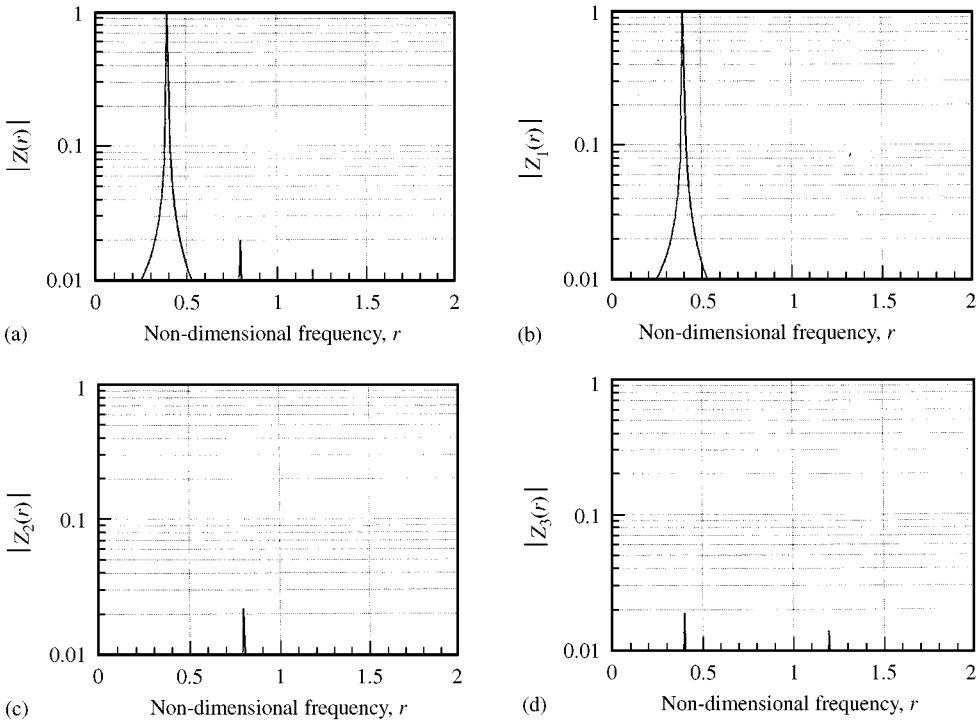 1
0.1
0.01
|Z(r)|
0 0.5 1 1.5 2
(a) Non-dimensional frequency, r
1
0.1
0.01
|Z₁(r)|
0 0.5 1 1.5 2
(b) Non-dimensional frequency, r
1
0.1
0.01
|Z₂(r)|
0 0.5 1 1.5 2
(c) Non-dimensional frequency, r
1
0.1
0.01
|Z₃(r)|
0 0.5 1 1.5 2
(d) Non-dimensional frequency, r